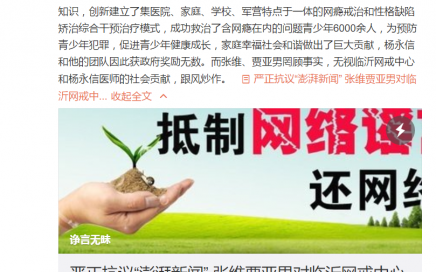 知识，创新建立了集医院、家庭、学校、军营特点于一体的网瘾戒治和性格缺陷
矫治综合干预治疗模式，成功救治了含网瘾在内的问题青少年6000余人，为预防
青少年犯罪，促进青少年健康成长，家庭幸福社会和谐做出了巨大贡献，杨永信
和他的团队因此获政府奖励无数。而张维、贾亚男罔顾事实，无视临沂网戒中心
和杨永信医师的社会贡献，跟风炒作。 严正抗议“澎湃新闻” 张维贾亚男对临
沂网戒中... 收起全文
抵制网络谣
还网络
诤言无昧
严正抗议“澎湃新闻” 张维贾亚男对临沂网戒中心